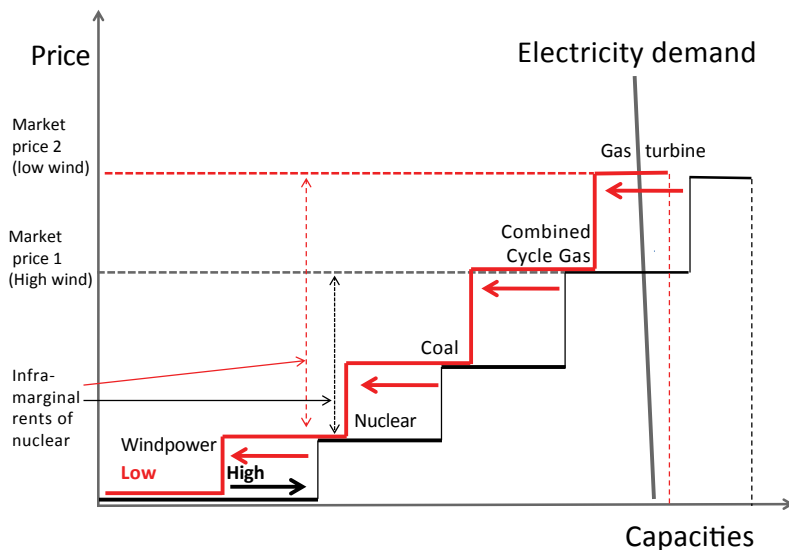 Electricity demand
Price
Market
price 2
(low wind)
Gas turbine
Combined
Cycle Gas
Market
price 1
(High wind)
Coal
Infra-
marginal
rents of
nuclear
Nuclear
Windpower
Low High
Capacities